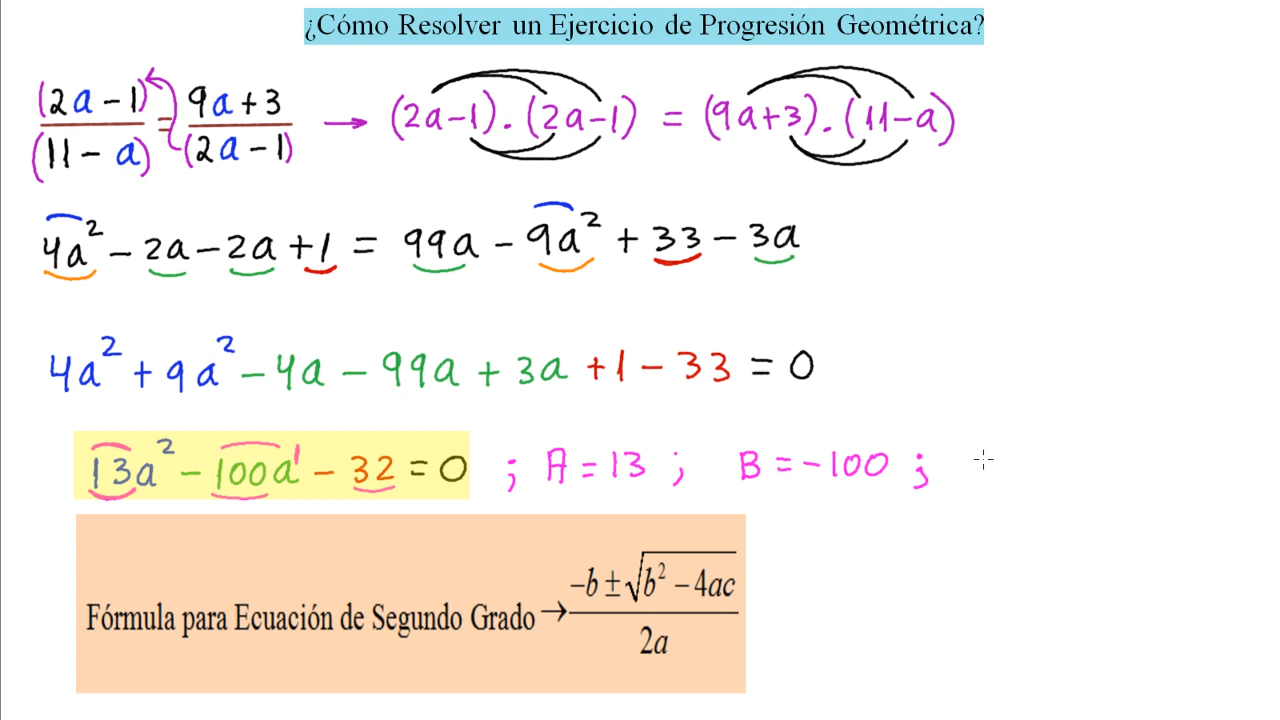 ¿Cómo Resolver un Ejercicio de Progresión Geométrica?
(2a - 1) / (11 - a) = 9a + 3 / (2a - 1) → (2a - 1) . (2a - 1) = (9a + 3) . (11 - a)
4a² - 2a - 2a + 1 = 99a - 9a² + 33 - 3a
4a² + 9a² - 4a - 99a + 3a + 1 - 33 = 0
13a² - 100a¹ - 32 = 0 ; A = 13 ; B = -100 ;
Fórmula para Ecuación de Segundo Grado → -b ± √(b² - 4ac) / 2a